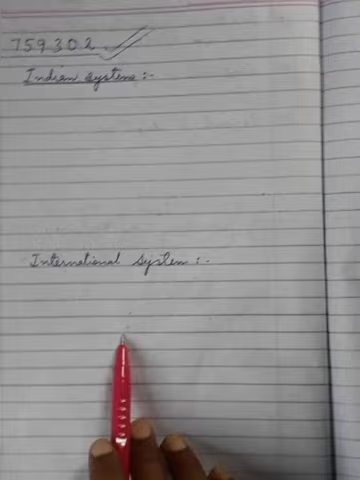 759302
Indian System :-
International System :-